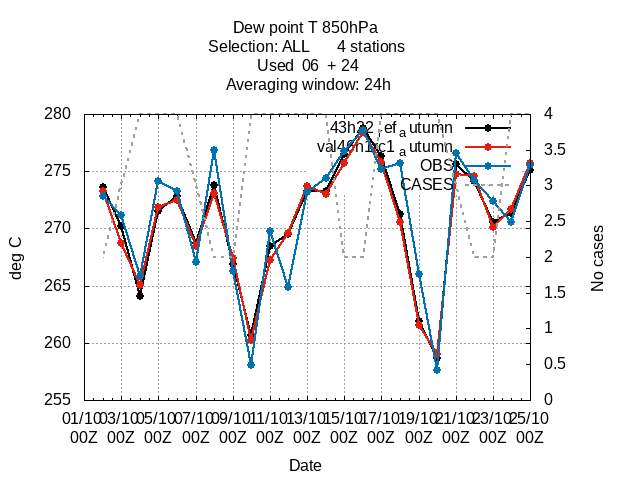 Dew point T 850hPa
Selection: ALL 4 stations
Used 06 + 24
Averaging window: 24h
280
275
270
265
260
255
deg C
4
3.5
3
2.5
2
1.5
1
0.5
0
No cases
OBS
CASES
01/10 03/10 05/10 07/10 09/10 11/10 13/10 15/10 17/10 19/10 21/10 23/10 25/10
00Z 00Z 00Z 00Z 00Z 00Z 00Z 00Z 00Z 00Z 00Z 00Z 00Z
Date